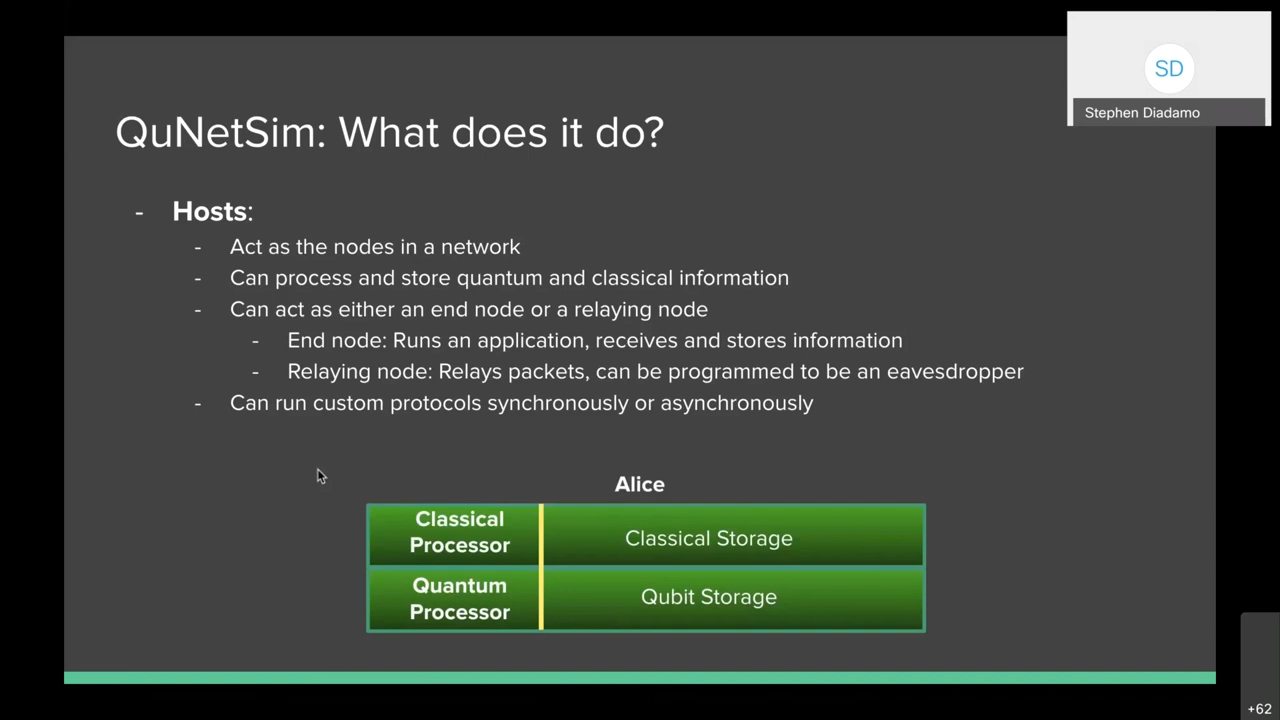 SD
Stephen Diadamo
QuNetSim: What does it do?
- Hosts:
- Act as the nodes in a network
- Can process and store quantum and classical information
- Can act as either an end node or a relaying node
- End node: Runs an application, receives and stores information
- Relaying node: Relays packets, can be programmed to be an eavesdropper
- Can run custom protocols synchronously or asynchronously
Alice
Classical
Processor
Classical Storage
Quantum
Processor
Qubit Storage
+62